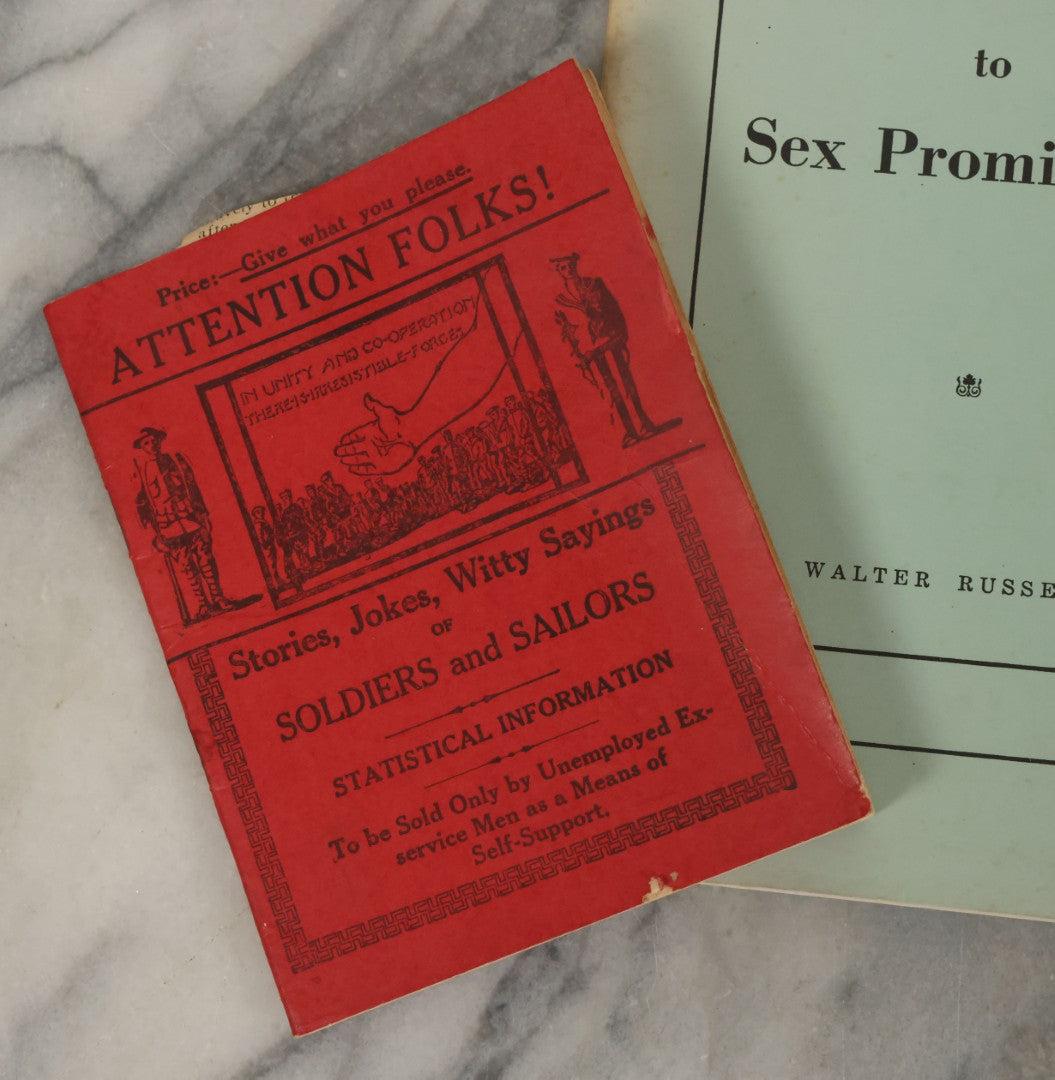 Price:—Give what you please.
ATTENTION FOLKS!
IN UNITY AND CO-OPERATION
THERE·IS·IRRESISTIBLE·FORCE·
Stories, Jokes, Witty Sayings
OF
SOLDIERS and SAILORS
STATISTICAL INFORMATION
To be Sold Only by Unemployed Ex-
service Men as a Means of
Self-Support.
to
Sex Promi
WALTER RUSSE